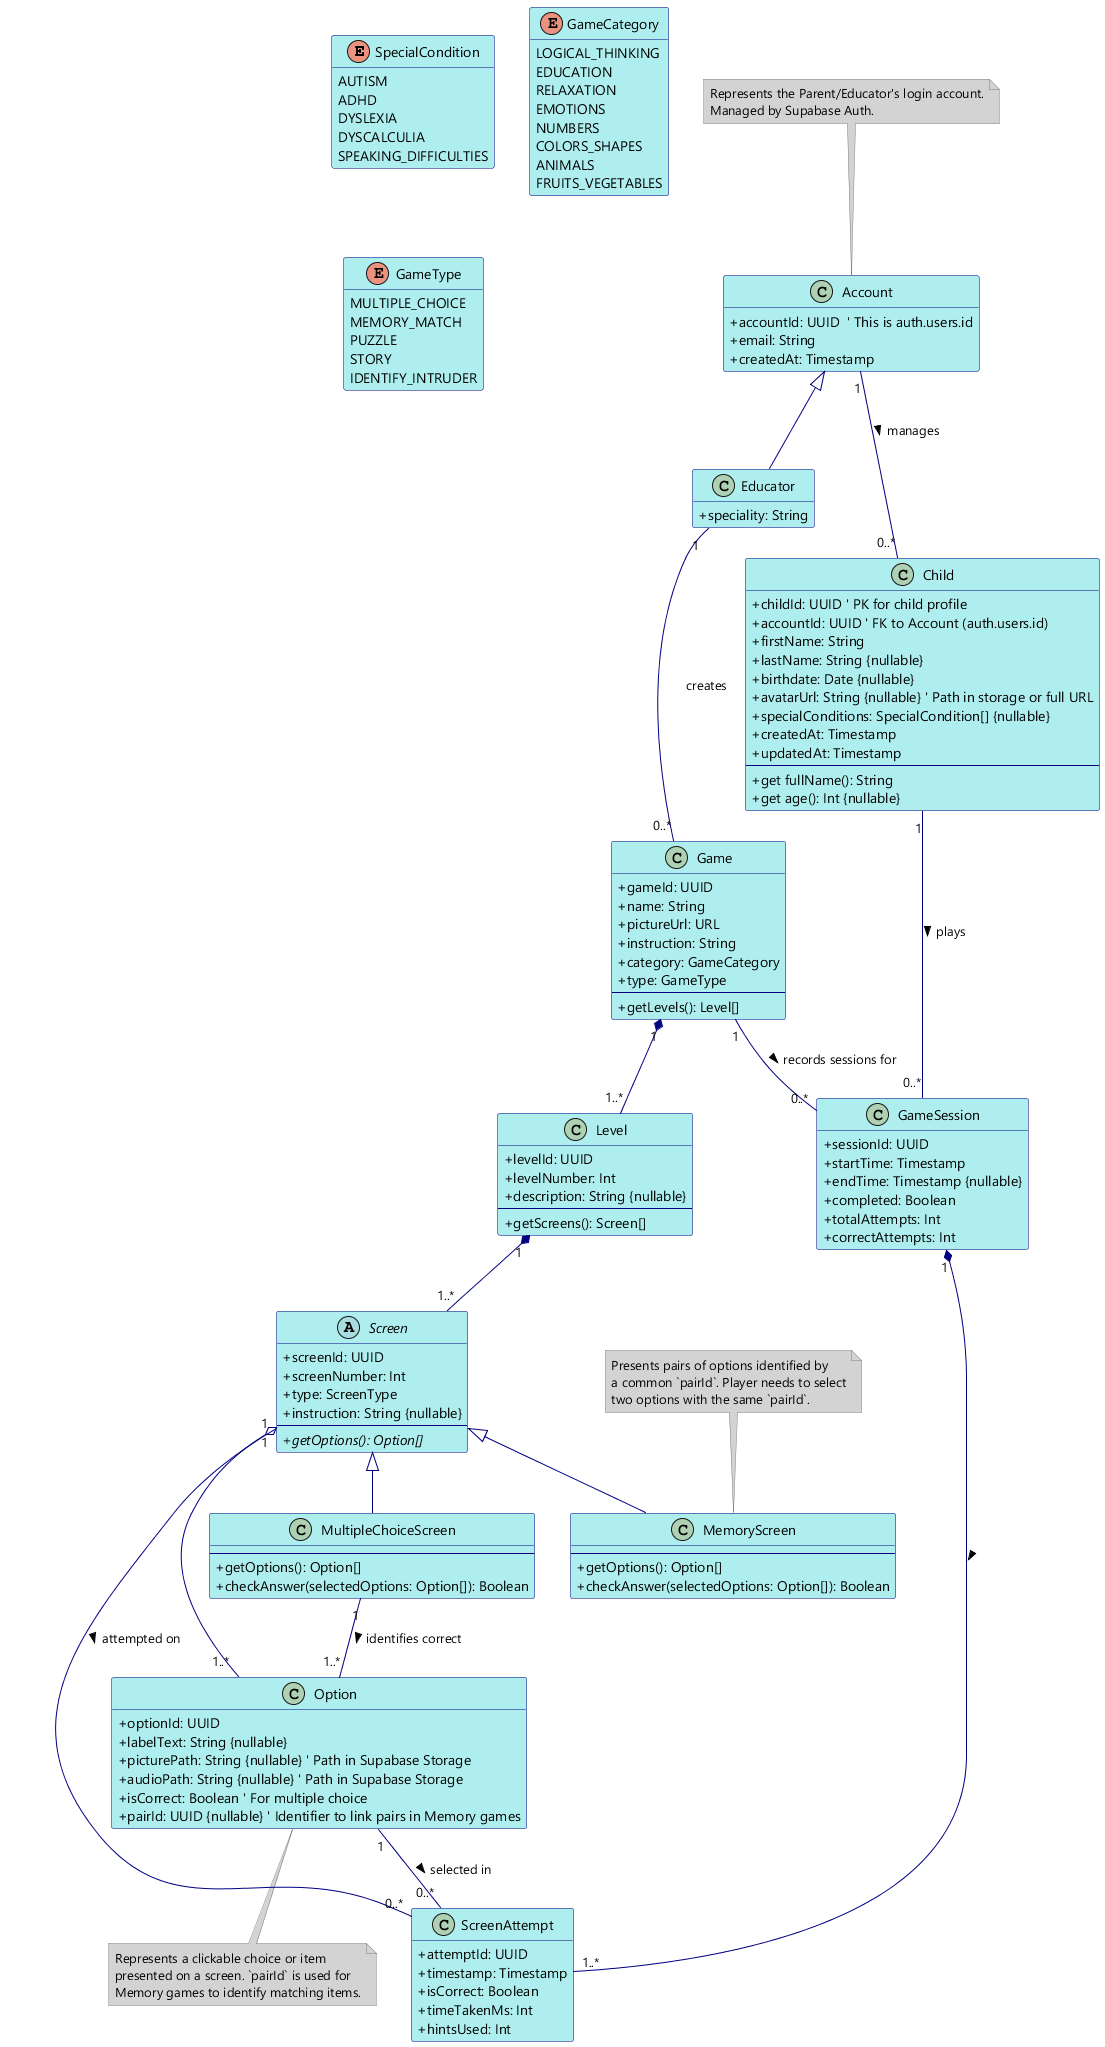 E SpecialCondition
AUTISM
ADHD
DYSLEXIA
DYSCALCULIA
SPEAKING_DIFFICULTIES
E GameCategory
LOGICAL_THINKING
EDUCATION
RELAXATION
EMOTIONS
NUMBERS
COLORS_SHAPES
ANIMALS
FRUITS_VEGETABLES
Represents the Parent/Educator's login account.
Managed by Supabase Auth.
E GameType
MULTIPLE_CHOICE
MEMORY_MATCH
PUZZLE
STORY
IDENTIFY_INTRUDER
C Account
+accountId: UUID  ' This is auth.users.id
+email: String
+createdAt: Timestamp
1
manages
0..*
C Educator
+speciality: String
1
creates
0..*
C Child
+childId: UUID ' PK for child profile
+accountId: UUID ' FK to Account (auth.users.id)
+firstName: String
+lastName: String {nullable}
+birthdate: Date {nullable}
+avatarUrl: String {nullable} ' Path in storage or full URL
+specialConditions: SpecialCondition[] {nullable}
+createdAt: Timestamp
+updatedAt: Timestamp
+get fullName(): String
+get age(): Int {nullable}
1
plays
0..*
C Game
+gameId: UUID
+name: String
+pictureUrl: URL
+instruction: String
+category: GameCategory
+type: GameType
+getLevels(): Level[]
1
1..*
1
records sessions for
0..*
C Level
+levelId: UUID
+levelNumber: Int
+description: String {nullable}
+getScreens(): Screen[]
1
1..*
C GameSession
+sessionId: UUID
+startTime: Timestamp
+endTime: Timestamp {nullable}
+completed: Boolean
+totalAttempts: Int
+correctAttempts: Int
1
1..*
A Screen
+screenId: UUID
+screenNumber: Int
+type: ScreenType
+instruction: String {nullable}
+getOptions(): Option[]
1
1
Presents pairs of options identified by
a common `pairId`. Player needs to select
two options with the same `pairId`.
C MultipleChoiceScreen
+getOptions(): Option[]
+checkAnswer(selectedOptions: Option[]): Boolean
C MemoryScreen
+getOptions(): Option[]
+checkAnswer(selectedOptions: Option[]): Boolean
1
attempted on
identifies correct
1..*
1..*
C Option
+optionId: UUID
+labelText: String {nullable}
+picturePath: String {nullable} ' Path in Supabase Storage
+audioPath: String {nullable} ' Path in Supabase Storage
+isCorrect: Boolean ' For multiple choice
+pairId: UUID {nullable} ' Identifier to link pairs in Memory games
1
selected in
0..*
0..*
Represents a clickable choice or item
presented on a screen. `pairId` is used for
Memory games to identify matching items.
C ScreenAttempt
+attemptId: UUID
+timestamp: Timestamp
+isCorrect: Boolean
+timeTakenMs: Int
+hintsUsed: Int